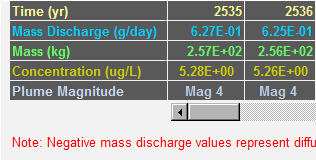 Time (yr) 2535 2536
Mass Discharge (g/day) 6.27E-01 6.25E-01
Mass (kg) 2.57E+02 2.56E+02
Concentration (ug/L) 5.28E+00 5.26E+00
Plume Magnitude Mag 4 Mag 4
Note: Negative mass discharge values represent diffu